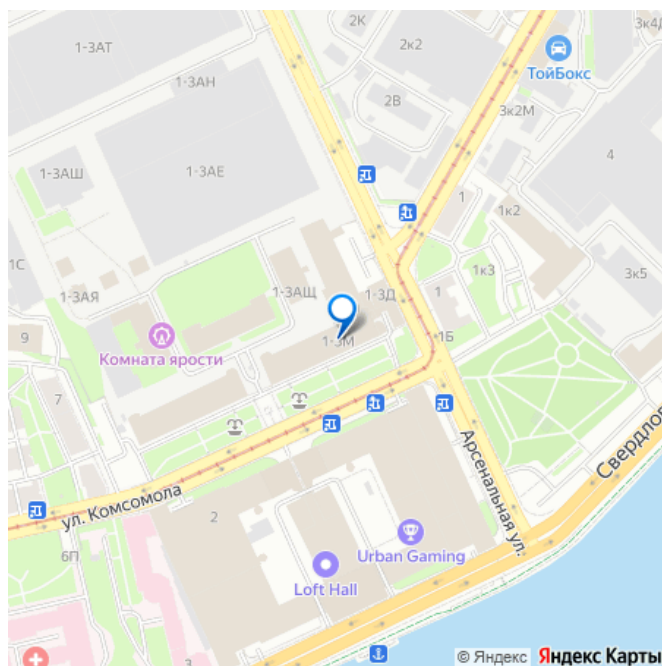 2К
3к4Д
1-3АТ
2к2
ТойБокс
1-3АН
2В
3к2М
4
1-3АШ
1-3АЕ
1
1к2
1С
1к3
3к5
1-3АЩ
1-3АЯ
1-3Д
1
9
1-3М
1Б
Комната ярости
7
Свердлов
Арсенальная ул.
ул. Комсомола
2
6П
Urban Gaming
Loft Hall
3
© Яндекс Яндекс Карты